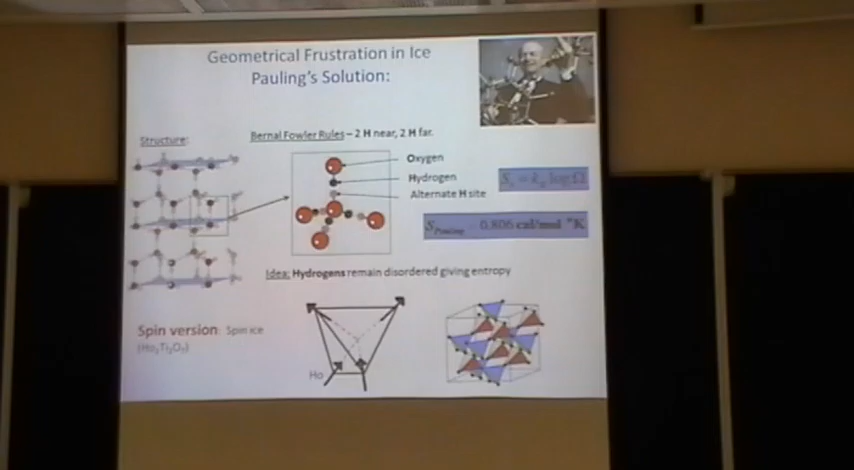 Geometrical Frustration in Ice
Pauling's Solution:
Structure:
Bernal Fowler Rules – 2 H near, 2 H far.
Oxygen
Hydrogen
Alternate H site
S₀ = k_B log Ω
S_Pauling = 0.806 cal/mol °K
Idea: Hydrogens remain disordered giving entropy
Spin version: Spin ice
(Ho₂Ti₂O₇)
Ho